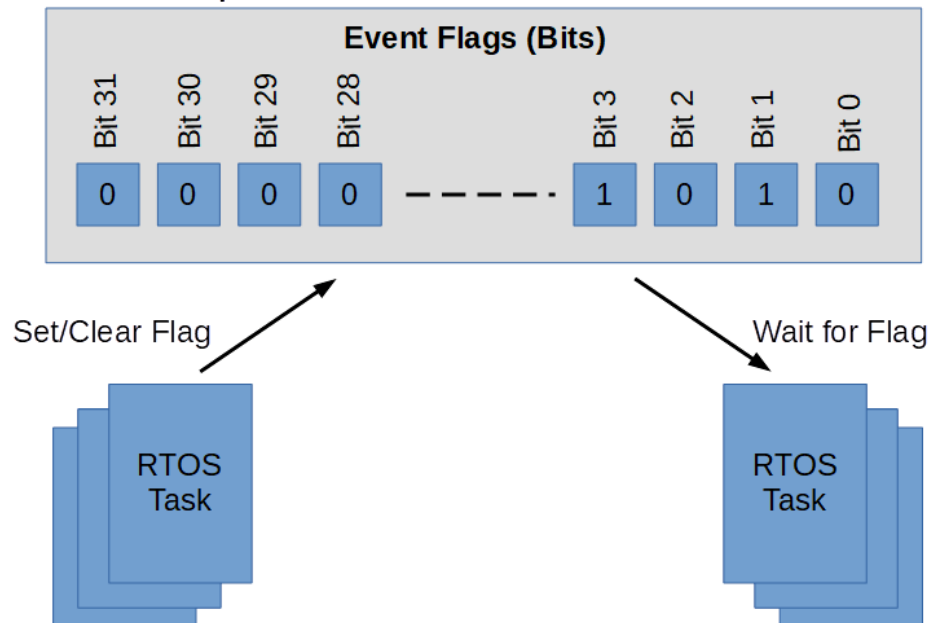 Event Flags (Bits)
Bit 31
Bit 30
Bit 29
Bit 28
Bit 3
Bit 2
Bit 1
Bit 0
0 0 0 0 1 0 1 0
Set/Clear Flag
Wait for Flag
RTOS
Task
RTOS
Task